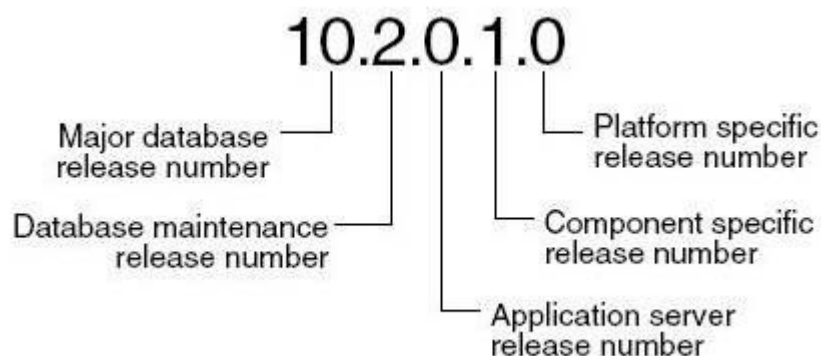 10.2.0.1.0
Major database
release number
Platform specific
release number
Database maintenance
release number
Component specific
release number
Application server
release number